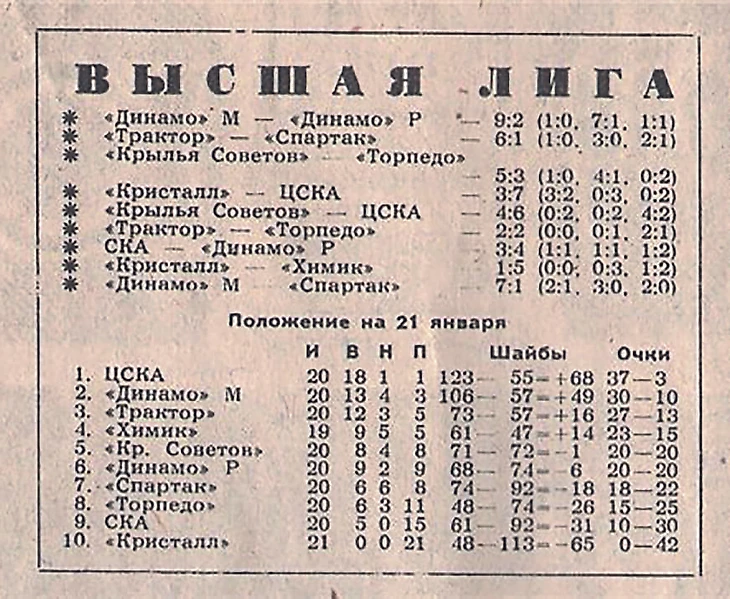 ВЫСШАЯ ЛИГА
* «Динамо» М — «Динамо» Р — 9:2 (1:0, 7:1, 1:1)
* «Трактор» — «Спартак» — 6:1 (1:0, 3:0, 2:1)
* «Крылья Советов» — «Торпедо»
— 5:3 (1:0, 4:1, 0:2)
* «Кристалл» — ЦСКА — 3:7 (3:2, 0:3, 0:2)
* «Крылья Советов» — ЦСКА — 4:6 (0:2, 0:2, 4:2)
* «Трактор» — «Торпедо» — 2:2 (0:0, 0:1, 2:1)
* СКА — «Динамо» Р — 3:4 (1:1, 1:1, 1:2)
* «Кристалл» — «Химик» — 1:5 (0:0, 0:3, 1:2)
* «Динамо» М — «Спартак» — 7:1 (2:1, 3:0, 2:0)
Положение на 21 января
И В Н П Шайбы Очки
1. ЦСКА 20 18 1 1 123— 55=+68 37—3
2. «Динамо» М 20 13 4 3 106— 57=+49 30—10
3. «Трактор» 20 12 3 5 73— 57=+16 27—13
4. «Химик» 19 9 5 5 61— 47=+14 23—15
5. «Кр. Советов» 20 8 4 8 71— 72=—1 20—20
6. «Динамо» Р 20 9 2 9 68— 74=—6 20—20
7. «Спартак» 20 6 6 8 74— 92=—18 18—22
8. «Торпедо» 20 6 3 11 48— 74=—26 15—25
9. СКА 20 5 0 15 61— 92=—31 10—30
10. «Кристалл» 21 0 0 21 48—113=—65 0—42